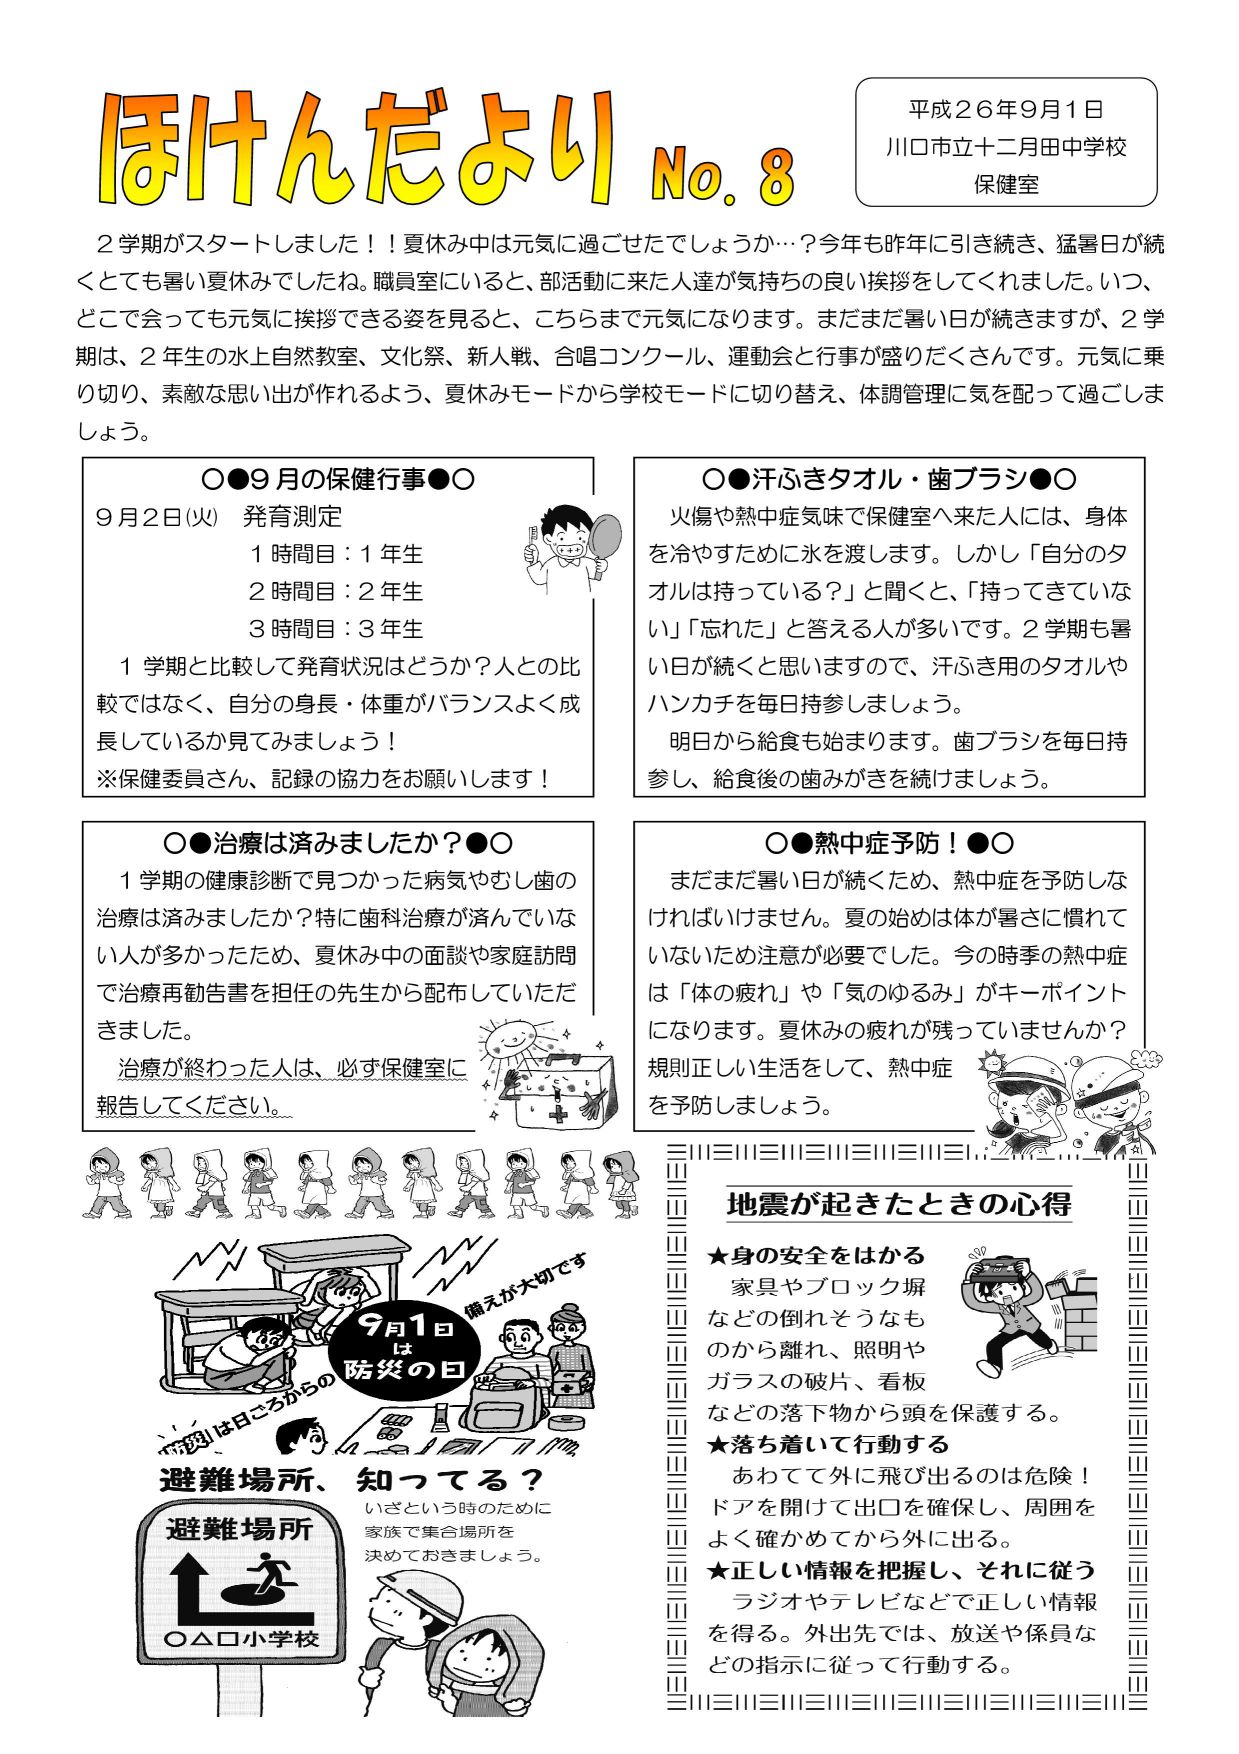 ほけんだより No.8
平成26年9月1日
川口市立十二月田中学校
保健室
２学期がスタートしました！！夏休み中は元気に過ごせたでしょうか…？今年も昨年に引き続き、猛暑日が続
くとても暑い夏休みでしたね。職員室にいると、部活動に来た人達が気持ちの良い挨拶をしてくれました。いつ、
どこで会っても元気に挨拶できる姿を見ると、こちらまで元気になります。まだまだ暑い日が続きますが、２学
期は、２年生の水上自然教室、文化祭、新人戦、合唱コンクール、運動会と行事が盛りだくさんです。元気に乗
り切り、素敵な思い出が作れるよう、夏休みモードから学校モードに切り替え、体調管理に気を配って過ごしま
しょう。
○●9月の保健行事●○
９月２日(火)　発育測定
１時間目：１年生
２時間目：２年生
３時間目：３年生
１学期と比較して発育状況はどうか？人との比
較ではなく、自分の身長・体重がバランスよく成
長しているか見てみましょう！
※保健委員さん、記録の協力をお願いします！
○●汗ふきタオル・歯ブラシ●○
火傷や熱中症気味で保健室へ来た人には、身体
を冷やすために氷を渡します。しかし「自分のタ
オルは持っている？」と聞くと、「持ってきていな
い」「忘れた」と答える人が多いです。２学期も暑
い日が続くと思いますので、汗ふき用のタオルや
ハンカチを毎日持参しましょう。
明日から給食も始まります。歯ブラシを毎日持
参し、給食後の歯みがきを続けましょう。
○●治療は済みましたか？●○
１学期の健康診断で見つかった病気やむし歯の
治療は済みましたか？特に歯科治療が済んでいな
い人が多かったため、夏休み中の面談や家庭訪問
で治療再勧告書を担任の先生から配布していただ
きました。
治療が終わった人は、必ず保健室に
報告してください。
○●熱中症予防！●○
まだまだ暑い日が続くため、熱中症を予防しな
ければいけません。夏の始めは体が暑さに慣れて
いないため注意が必要でした。今の時季の熱中症
は「体の疲れ」や「気のゆるみ」がキーポイント
になります。夏休みの疲れが残っていませんか？
規則正しい生活をして、熱中症
を予防しましょう。
9月1日
は
防災の日
備えが大切です
防災は日ごろからの
避難場所、知ってる？
いざという時のために
家族で集合場所を
決めておきましょう。
避難場所
○△□小学校
地震が起きたときの心得
★身の安全をはかる
家具やブロック塀
などの倒れそうなも
のから離れ、照明や
ガラスの破片、看板
などの落下物から頭を保護する。
★落ち着いて行動する
あわてて外に飛び出るのは危険！
ドアを開けて出口を確保し、周囲を
よく確かめてから外に出る。
★正しい情報を把握し、それに従う
ラジオやテレビなどで正しい情報
を得る。外出先では、放送や係員な
どの指示に従って行動する。